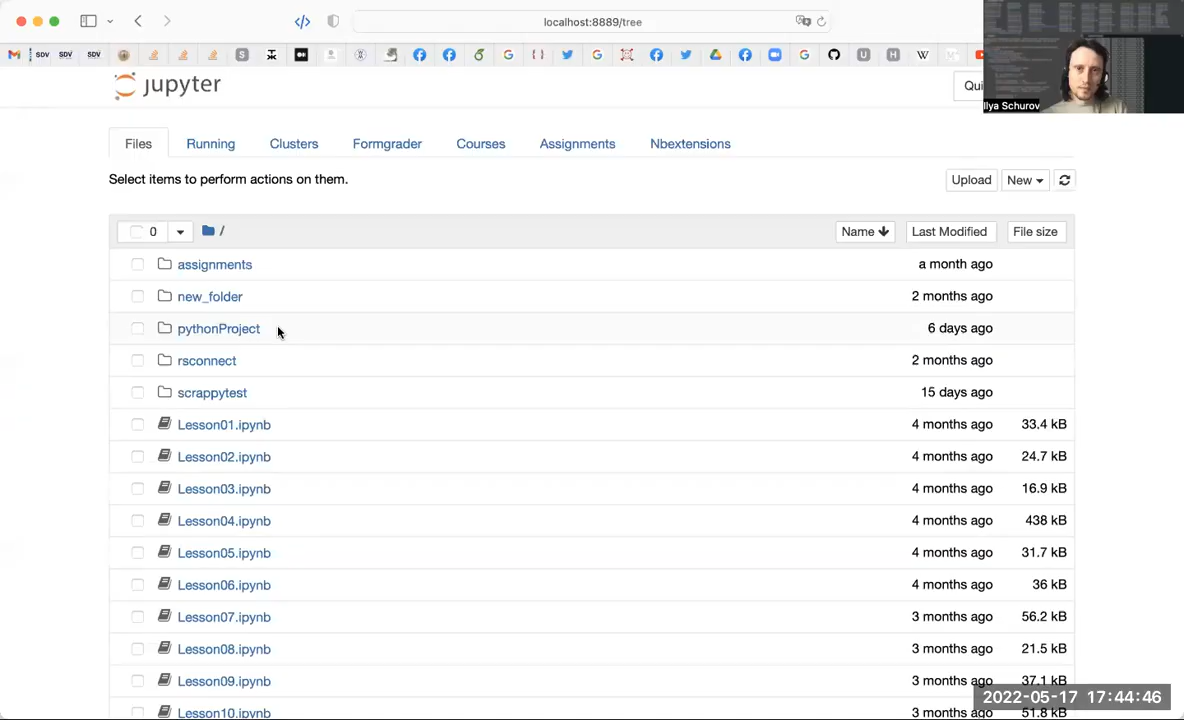 localhost:8889/tree
SDV SDV SDV
jupyter
Qui
Ilya Schurov
Files Running Clusters Formgrader Courses Assignments Nbextensions
Select items to perform actions on them.
Upload New
0 / Name Last Modified File size
assignments a month ago
new_folder 2 months ago
pythonProject 6 days ago
rsconnect 2 months ago
scrappytest 15 days ago
Lesson01.ipynb 4 months ago 33.4 kB
Lesson02.ipynb 4 months ago 24.7 kB
Lesson03.ipynb 4 months ago 16.9 kB
Lesson04.ipynb 4 months ago 438 kB
Lesson05.ipynb 4 months ago 31.7 kB
Lesson06.ipynb 4 months ago 36 kB
Lesson07.ipynb 3 months ago 56.2 kB
Lesson08.ipynb 3 months ago 21.5 kB
Lesson09.ipynb 3 months ago 37.1 kB
2022-05-17 17:44:46
Lesson10.ipynb 3 months ago 51.8 kB